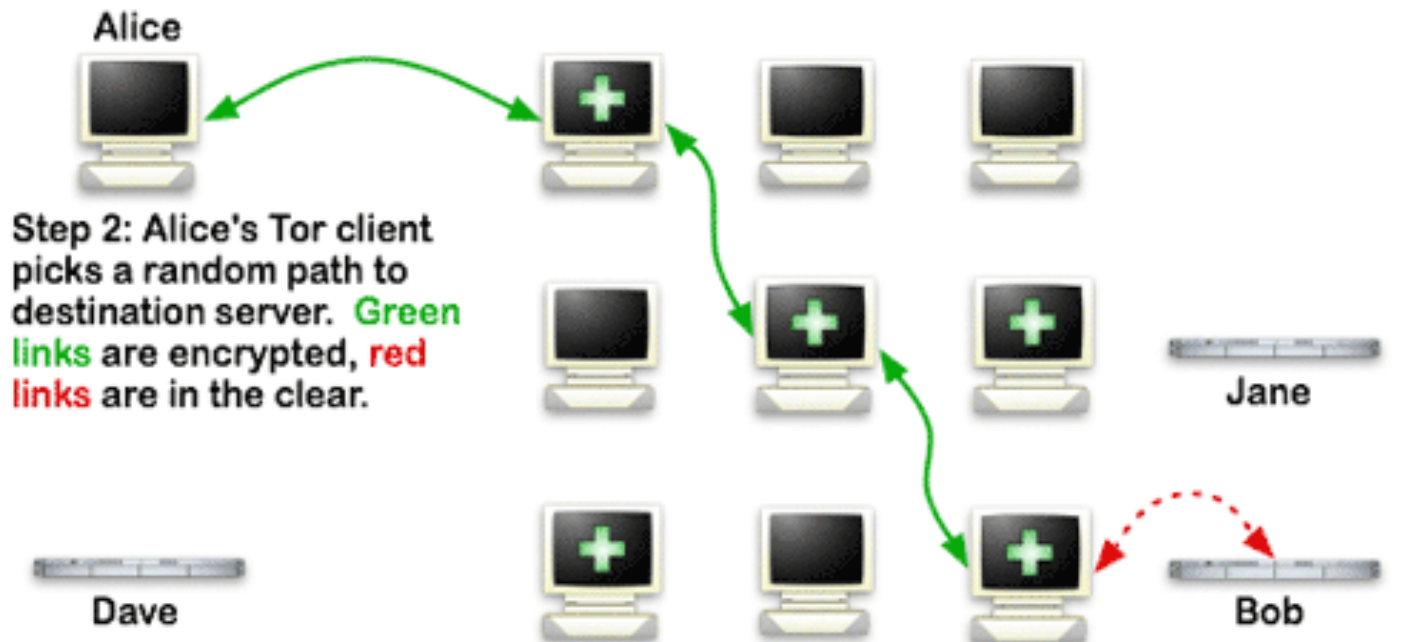 Alice
Step 2: Alice's Tor client
picks a random path to
destination server. Green
links are encrypted, red
links are in the clear.
Jane
Dave
Bob